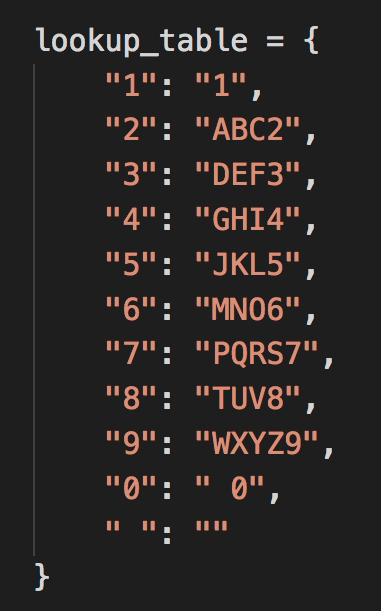 lookup_table = {
    "1": "1",
    "2": "ABC2",
    "3": "DEF3",
    "4": "GHI4",
    "5": "JKL5",
    "6": "MNO6",
    "7": "PQRS7",
    "8": "TUV8",
    "9": "WXYZ9",
    "0": " 0",
    " ": ""
}